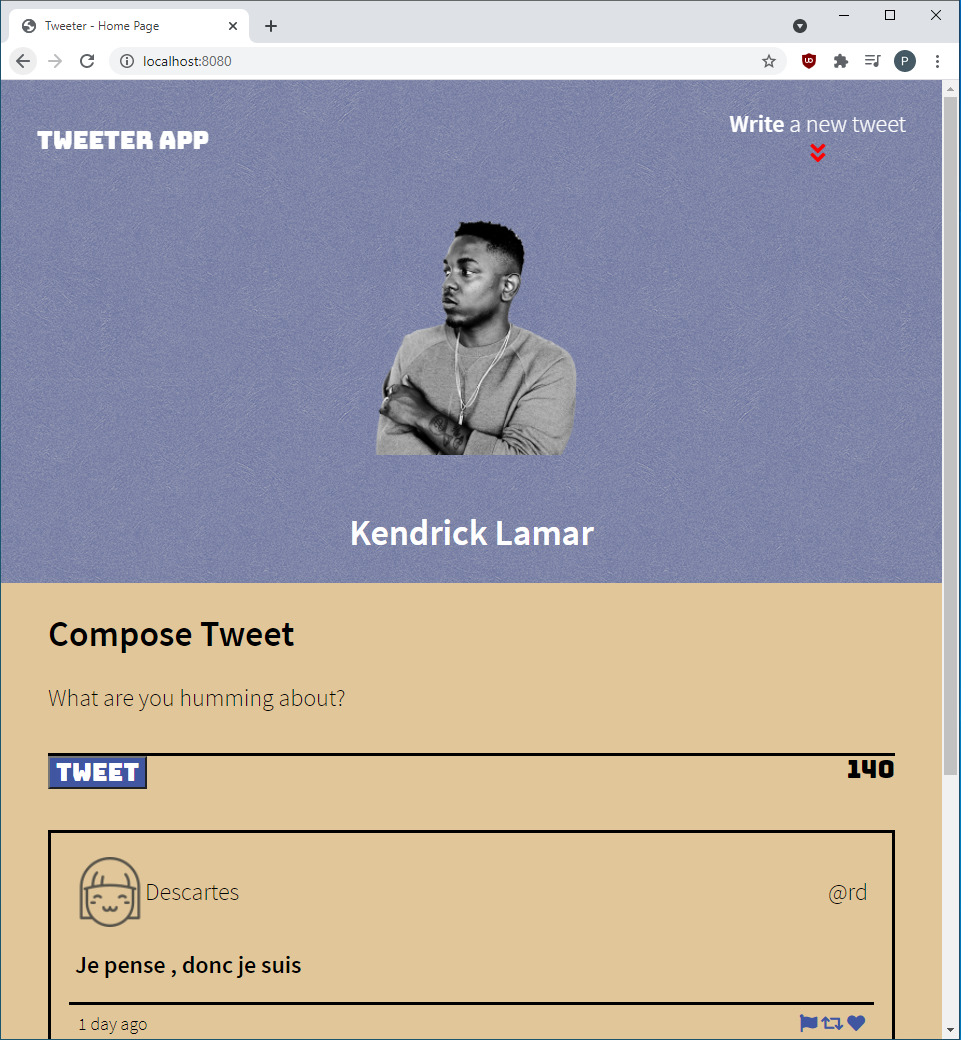 Tweeter - Home Page
localhost:8080
UD
P
TWEETER APP
Write a new tweet
Kendrick Lamar
Compose Tweet
What are you humming about?
TWEET
140
Descartes
@rd
Je pense , donc je suis
1 day ago